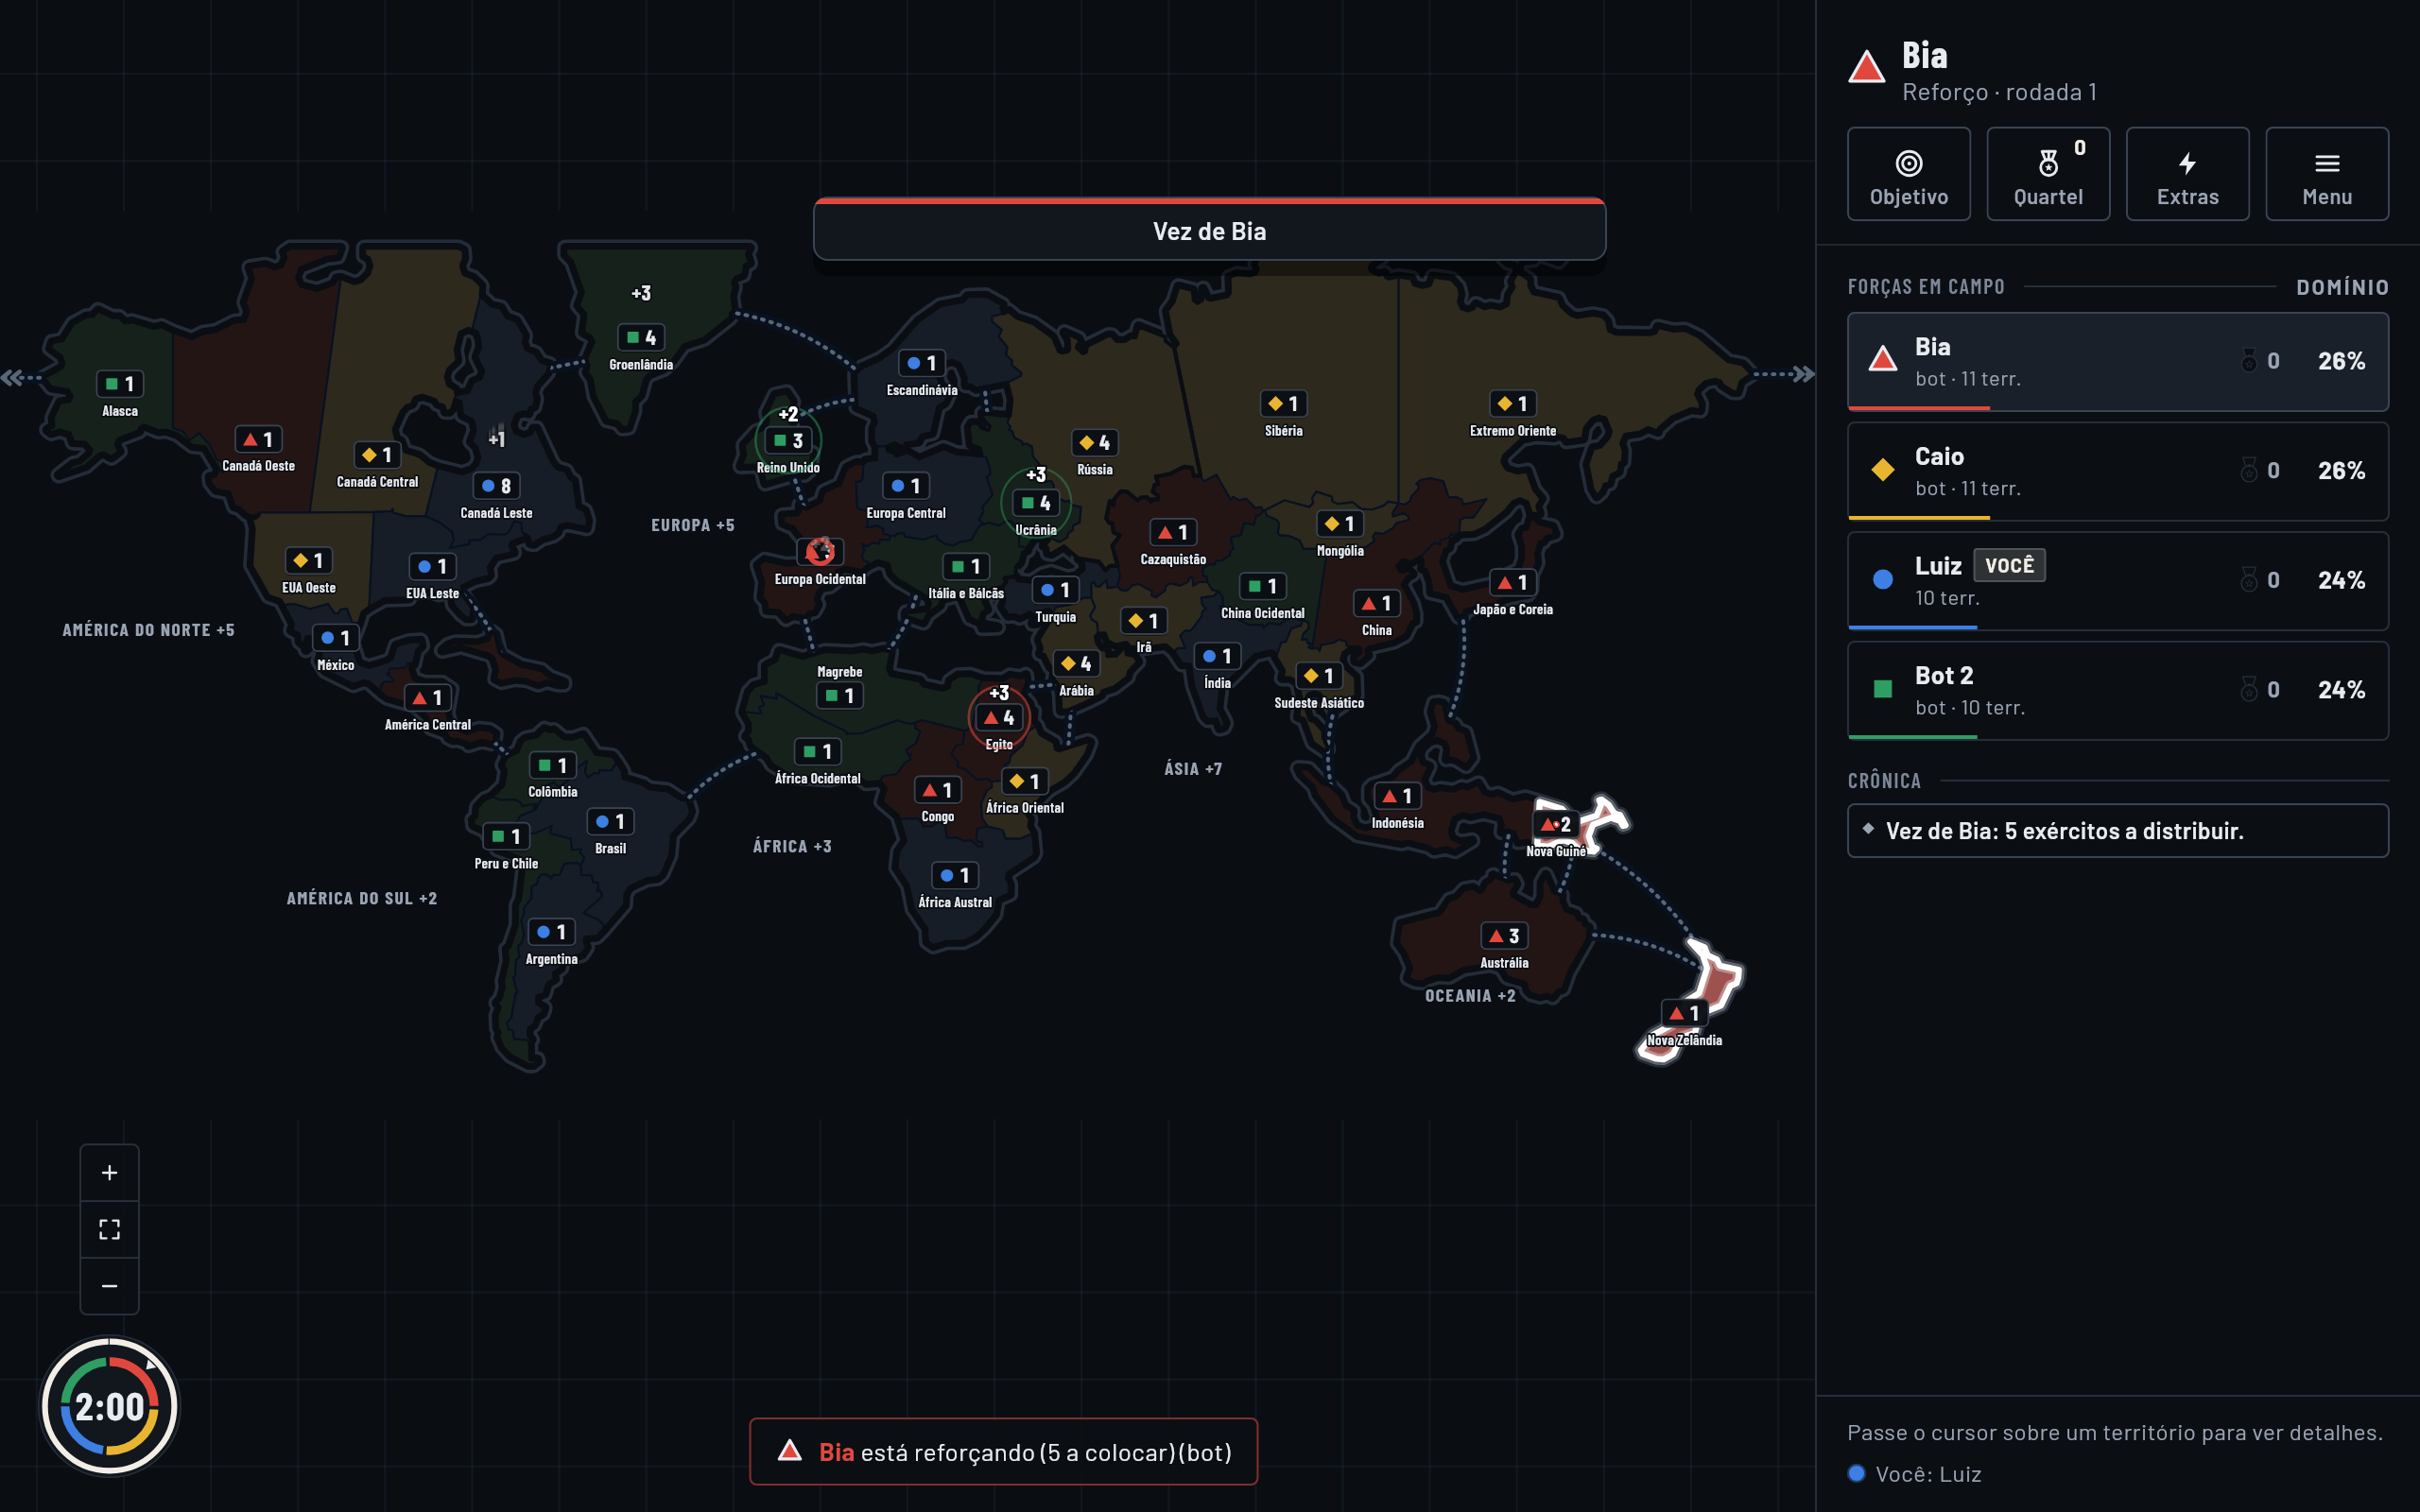 Vez de Bia
+3
4
Groenlândia
1
Alasca
1
Canadá Oeste
1
Canadá Central
+1
8
Canadá Leste
1
EUA Oeste
1
EUA Leste
1
México
1
América Central
AMÉRICA DO NORTE +5
1
Colômbia
1
Peru e Chile
1
Brasil
1
Argentina
AMÉRICA DO SUL +2
1
Escandinávia
+2
3
Reino Unido
1
Europa Central
+3
4
Ucrânia
4
Rússia
EUROPA +5
Europa Ocidental
1
Itália e Bálcãs
1
Sibéria
1
Extremo Oriente
1
Cazaquistão
1
Mongólia
1
China Ocidental
1
China
1
Japão e Coreia
1
Turquia
1
Irã
4
Arábia
1
Índia
1
Sudeste Asiático
ÁSIA +7
Magrebe
1
+3
4
Egito
1
África Ocidental
1
Congo
1
África Oriental
1
África Austral
ÁFRICA +3
1
Indonésia
2
Nova Guiné
3
Austrália
1
Nova Zelândia
OCEANIA +2
+
−
2:00
Bia está reforçando (5 a colocar) (bot)
Bia
Reforço · rodada 1
Objetivo
0
Quartel
Extras
Menu
FORÇAS EM CAMPO DOMÍNIO
Bia
bot · 11 terr.
0 26%
Caio
bot · 11 terr.
0 26%
Luiz VOCÊ
10 terr.
0 24%
Bot 2
bot · 10 terr.
0 24%
CRÔNICA
Vez de Bia: 5 exércitos a distribuir.
Passe o cursor sobre um território para ver detalhes.
Você: Luiz